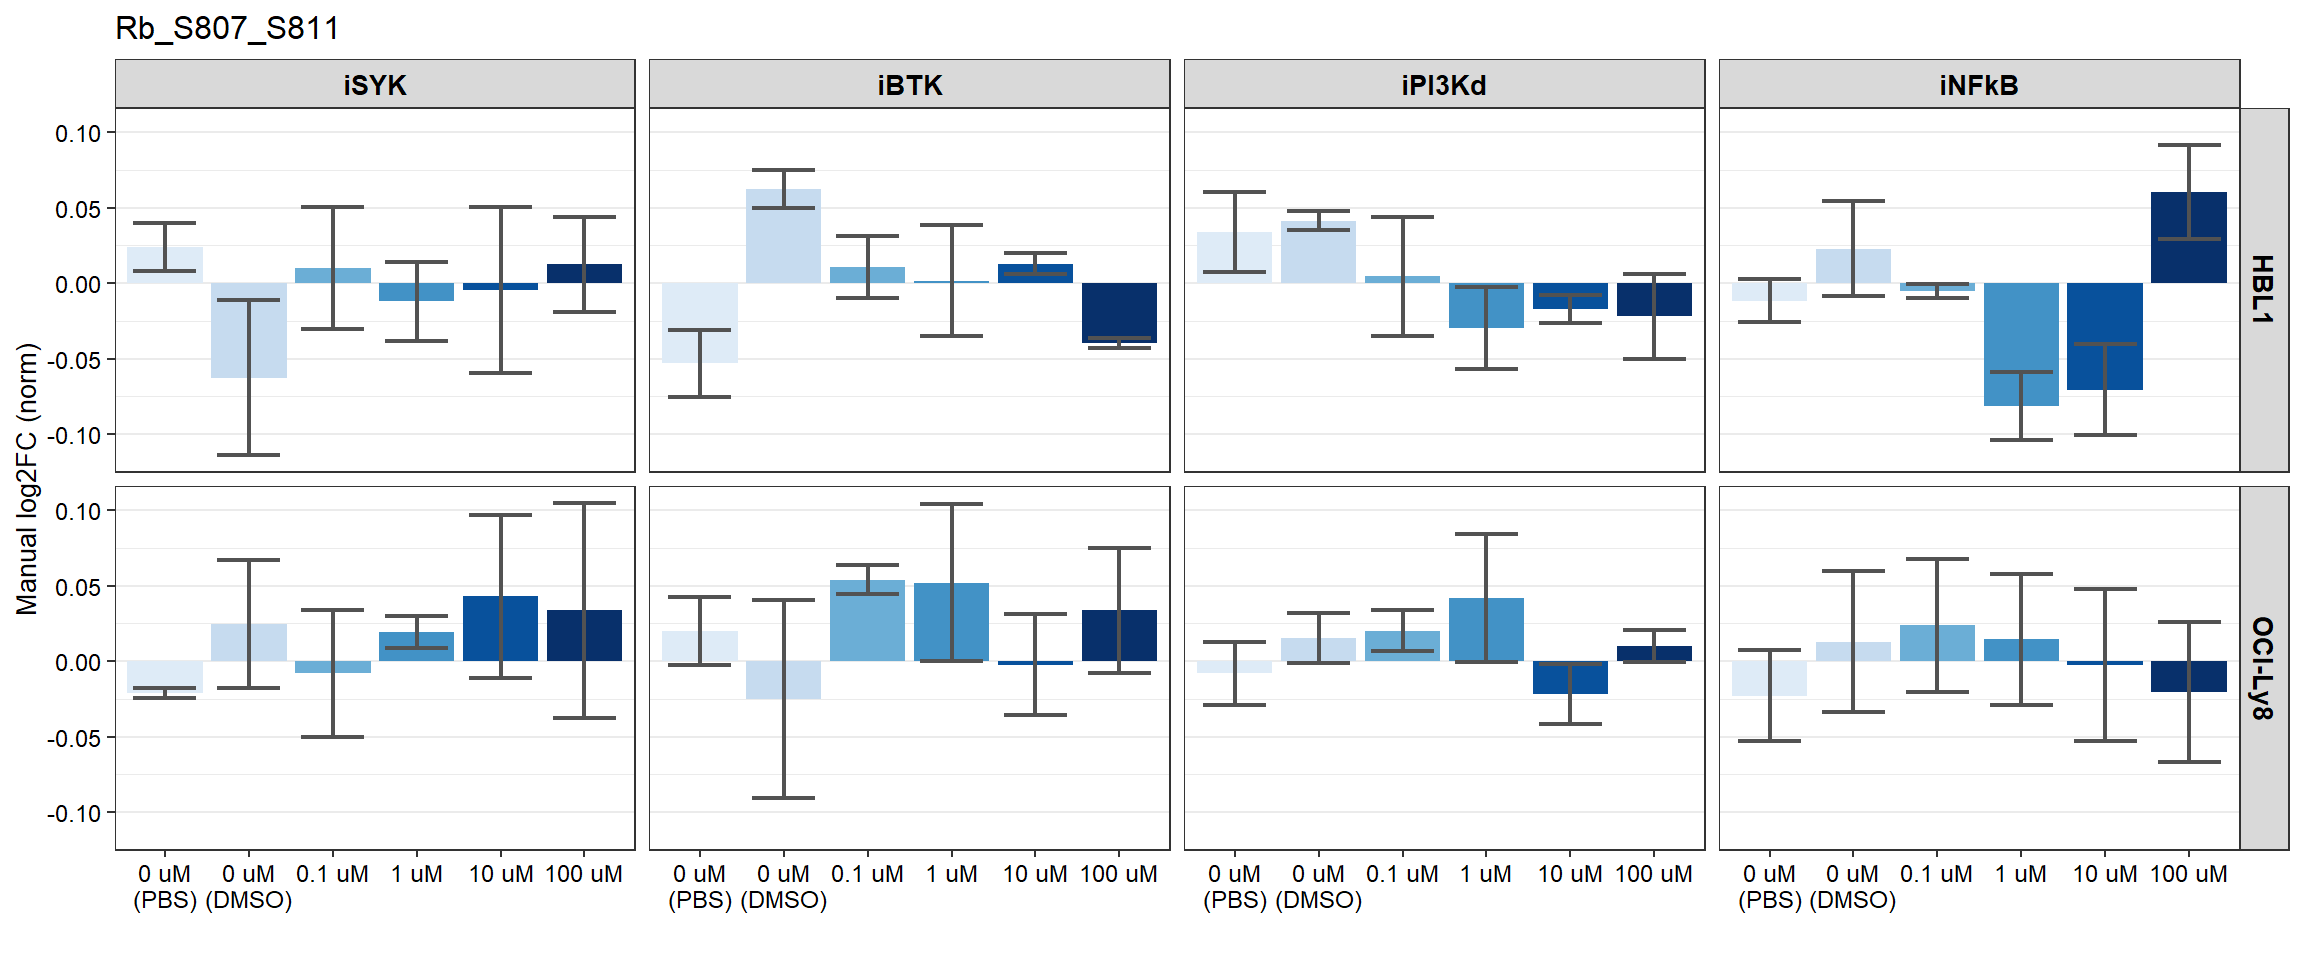 Rb_S807_S811
iSYK iBTK iPI3Kd iNFkB
Manual log2FC (norm)
0.10
0.05
0.00
-0.05
-0.10
HBL1
0.10
0.05
0.00
-0.05
-0.10
OCI-Ly8
0 uM 0 uM 0.1 uM 1 uM 10 uM 100 uM 0 uM 0 uM 0.1 uM 1 uM 10 uM 100 uM 0 uM 0 uM 0.1 uM 1 uM 10 uM 100 uM 0 uM 0 uM 0.1 uM 1 uM 10 uM 100 uM
(PBS) (DMSO) (PBS) (DMSO) (PBS) (DMSO) (PBS) (DMSO)